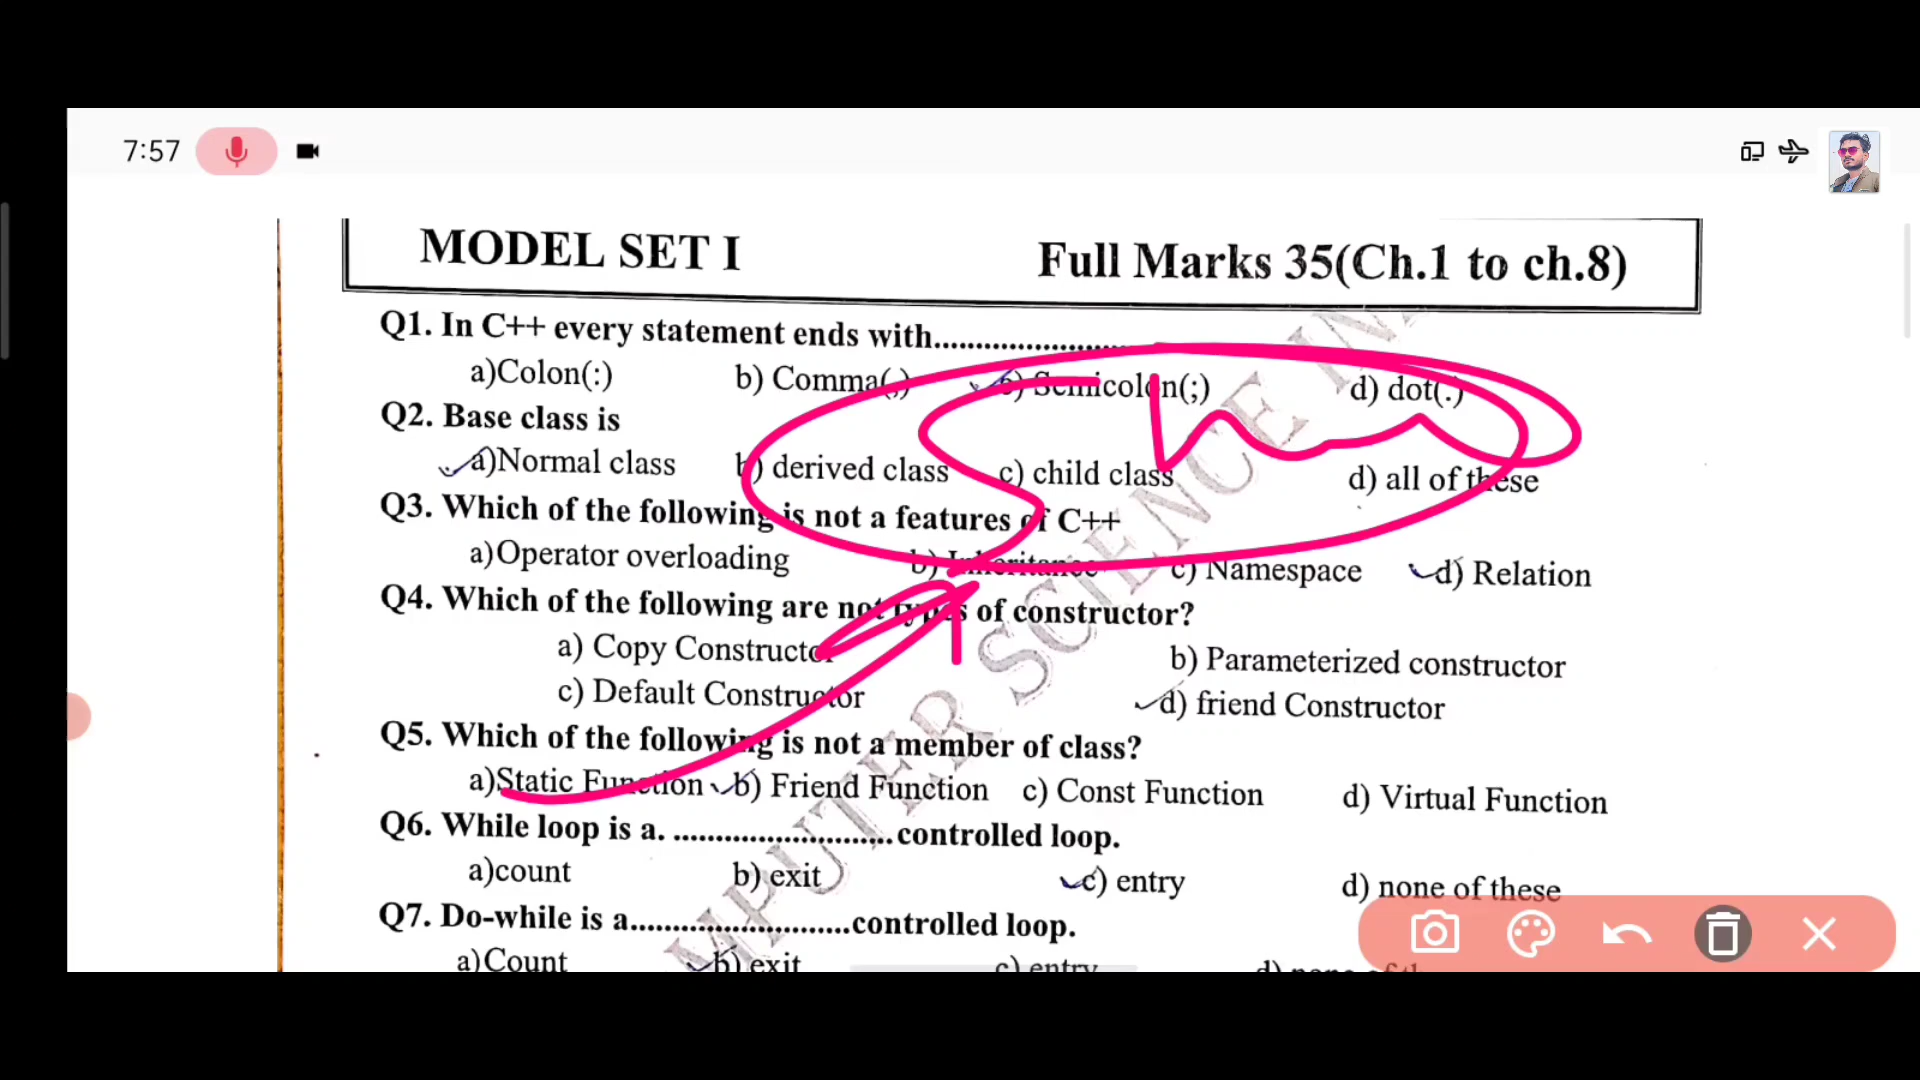 7:57
MODEL SET I Full Marks 35(Ch.1 to ch.8)
Q1. In C++ every statement ends with......................
a)Colon(:) b) Comma(,) c) Semicolon(;) d) dot(.)
Q2. Base class is
a)Normal class b) derived class c) child class d) all of these
Q3. Which of the following is not a features of C++
a)Operator overloading b) Inheritance c) Namespace d) Relation
Q4. Which of the following are not types of constructor?
a) Copy Constructor b) Parameterized constructor
c) Default Constructor d) friend Constructor
Q5. Which of the following is not a member of class?
a)Static Function b) Friend Function c) Const Function d) Virtual Function
Q6. While loop is a. ........................controlled loop.
a)count b) exit c) entry d) none of these
Q7. Do-while is a........................controlled loop.
a)Count b) exit c) entry
MPUTER SCIENCE IN